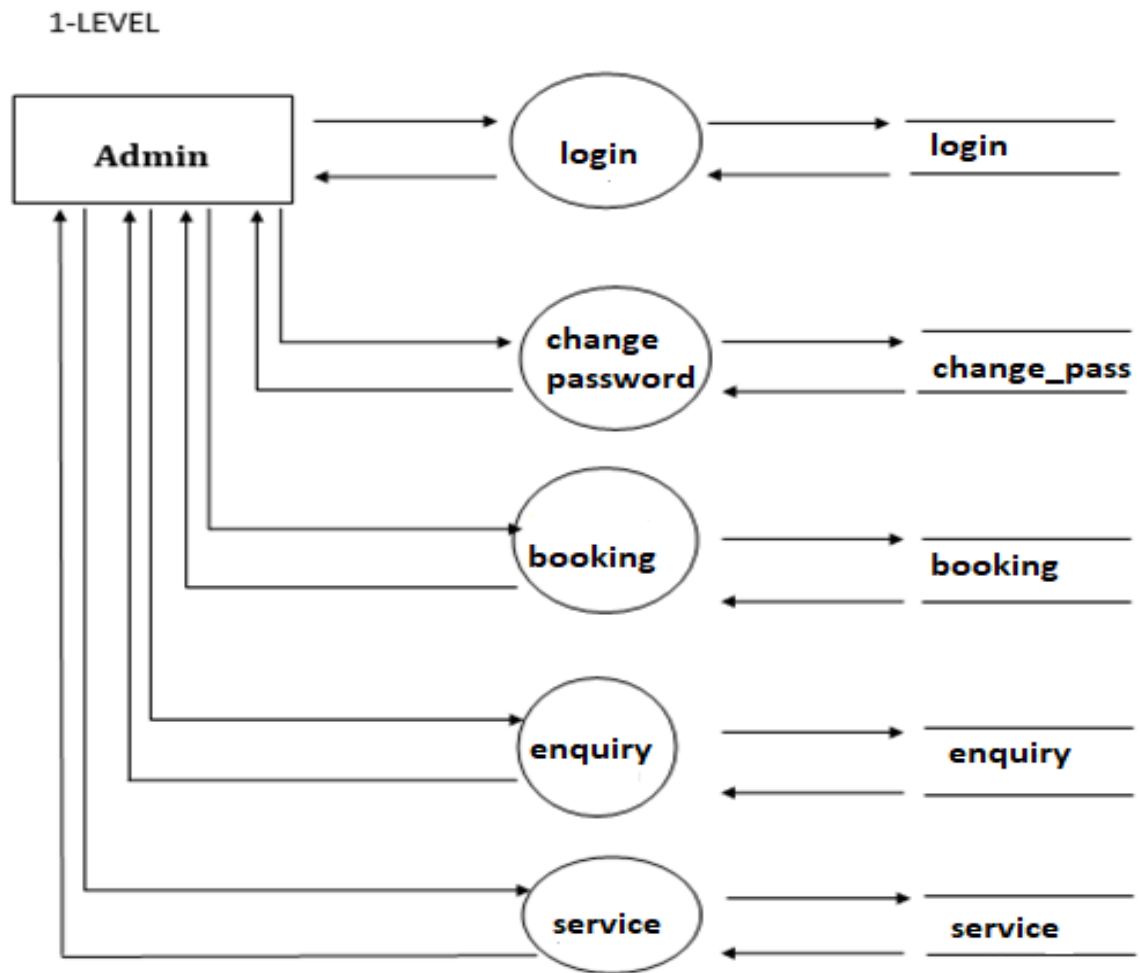 1-LEVEL
Admin
login
login
change
password
change_pass
booking
booking
enquiry
enquiry
service
service